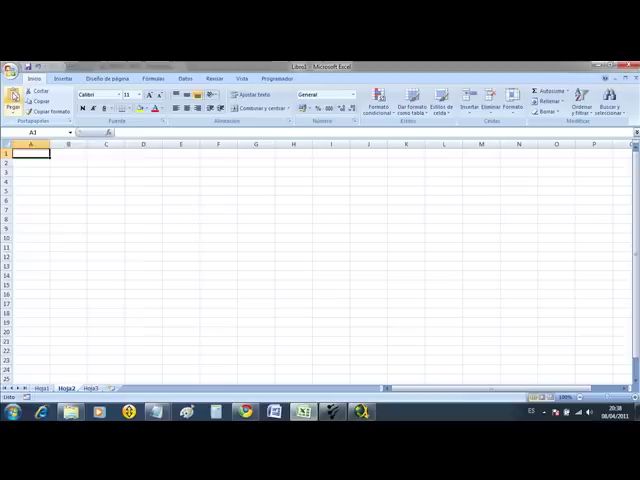 Libro1 - Microsoft Excel
Inicio Insertar Diseño de página Fórmulas Datos Revisar Vista Programador
Pegar Cortar Copiar Copiar formato Portapapeles
Calibri 11 N K S Fuente
Ajustar texto Combinar y centrar Alineación
General % 000 Número
Formato condicional Dar formato como tabla Estilos de celda Estilos
Insertar Eliminar Formato Celdas
Autosuma Rellenar Borrar Ordenar y filtrar Buscar y seleccionar Modificar
A1 fx
A B C D E F G H I J K L M N O P
1
2
3
4
5
6
7
8
9
10
11
12
13
14
15
16
17
18
19
20
21
22
23
24
25
Hoja1 Hoja2 Hoja3
Listo 100%
ES 20:38
08/04/2011